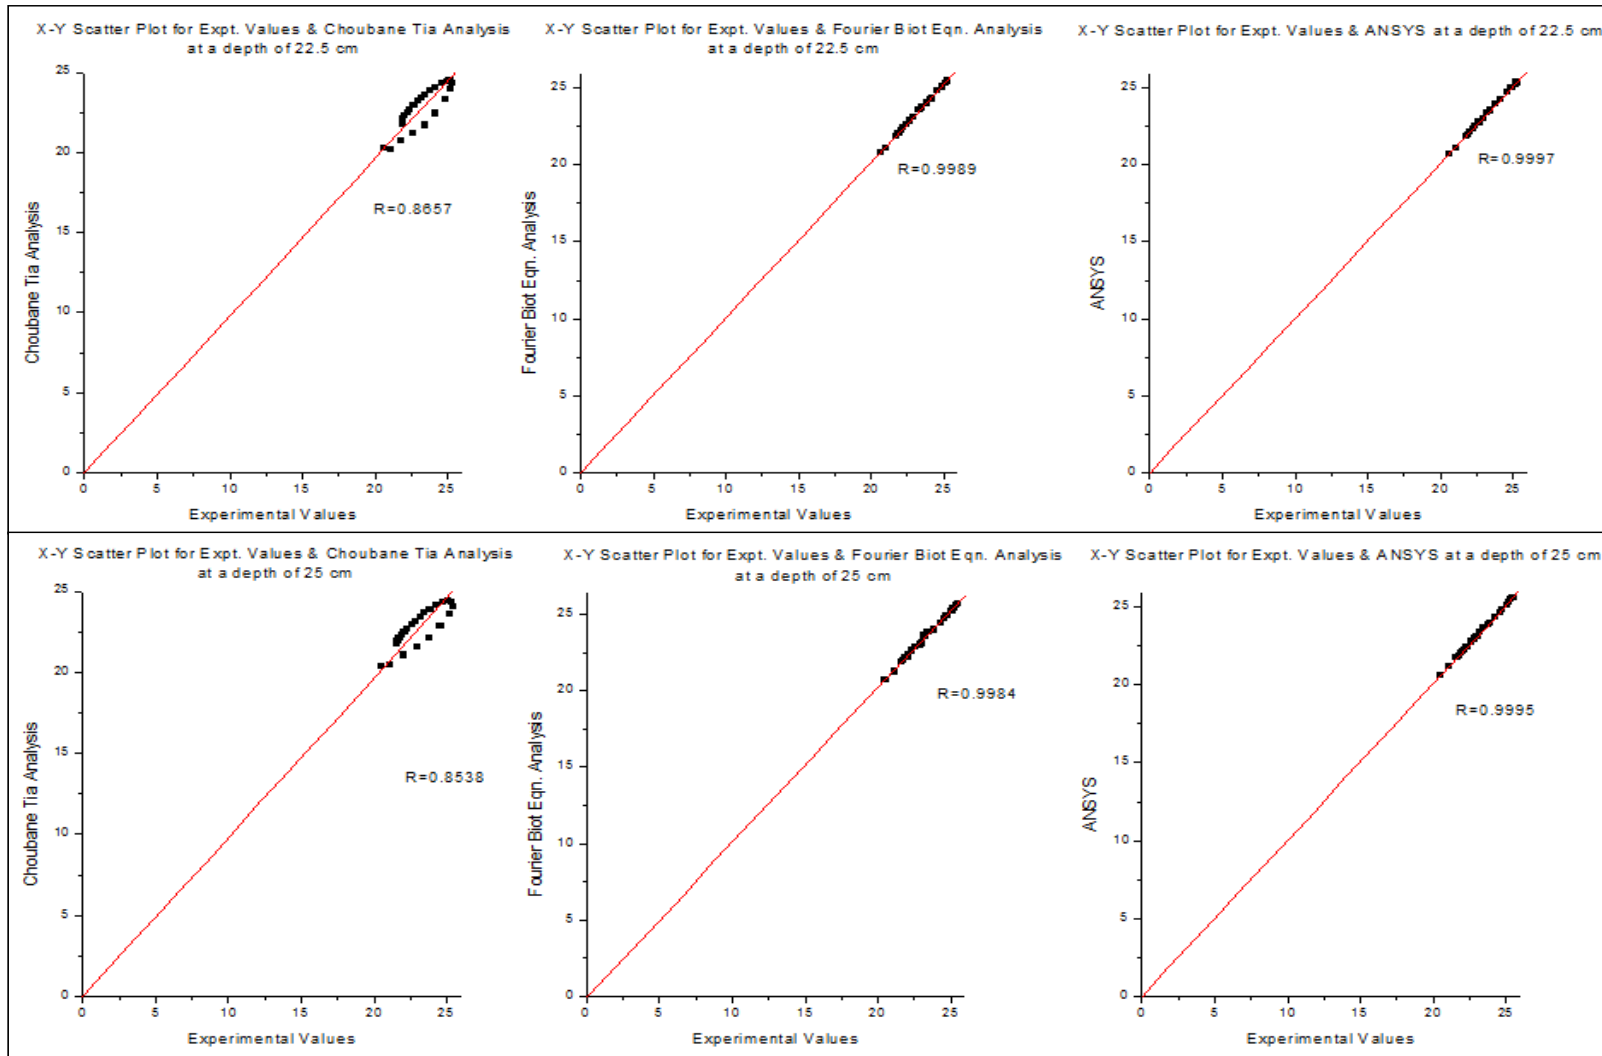 X-Y Scatter Plot for Expt. Values & Choubane Tia Analysis
at a depth of 22.5 cm
25
20
15
10
5
0
Choubane Tia Analysis
R=0.8657
0 5 10 15 20 25
Experimental Values
X-Y Scatter Plot for Expt. Values & Fourier Biot Eqn. Analysis
at a depth of 22.5 cm
25
20
15
10
5
0
Fourier Biot Eqn. Analysis
R=0.9989
0 5 10 15 20 25
Experimental Values
X-Y Scatter Plot for Expt. Values & ANSYS at a depth of 22.5 cm
25
20
15
10
5
0
ANSYS
R=0.9997
0 5 10 15 20 25
Experimental Values
X-Y Scatter Plot for Expt. Values & Choubane Tia Analysis
at a depth of 25 cm
25
20
15
10
5
0
Choubane Tia Analysis
R=0.8538
0 5 10 15 20 25
Experimental Values
X-Y Scatter Plot for Expt. Values & Fourier Biot Eqn. Analysis
at a depth of 25 cm
25
20
15
10
5
0
Fourier Biot Eqn. Analysis
R=0.9984
0 5 10 15 20 25
Experimental Values
X-Y Scatter Plot for Expt. Values & ANSYS at a depth of 25 cm
25
20
15
10
5
0
ANSYS
R=0.9995
0 5 10 15 20 25
Experimental Values